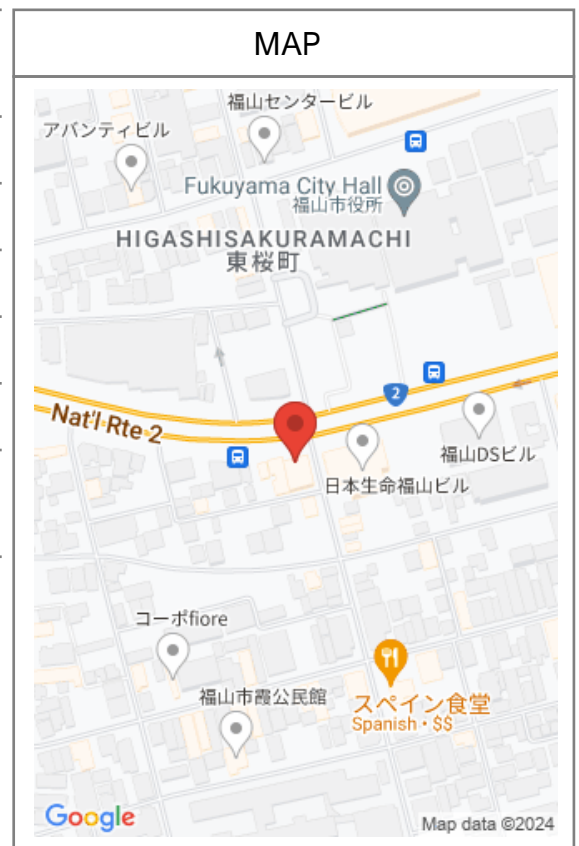 MAP
福山センタービル
アバンティビル
Fukuyama City Hall
福山市役所
HIGASHISAKURAMACHI
東桜町
2
Nat'l Rte 2
福山DSビル
日本生命福山ビル
コーポfiore
福山市霞公民館
スペイン食堂
Spanish・$$
Google
Map data ©2024